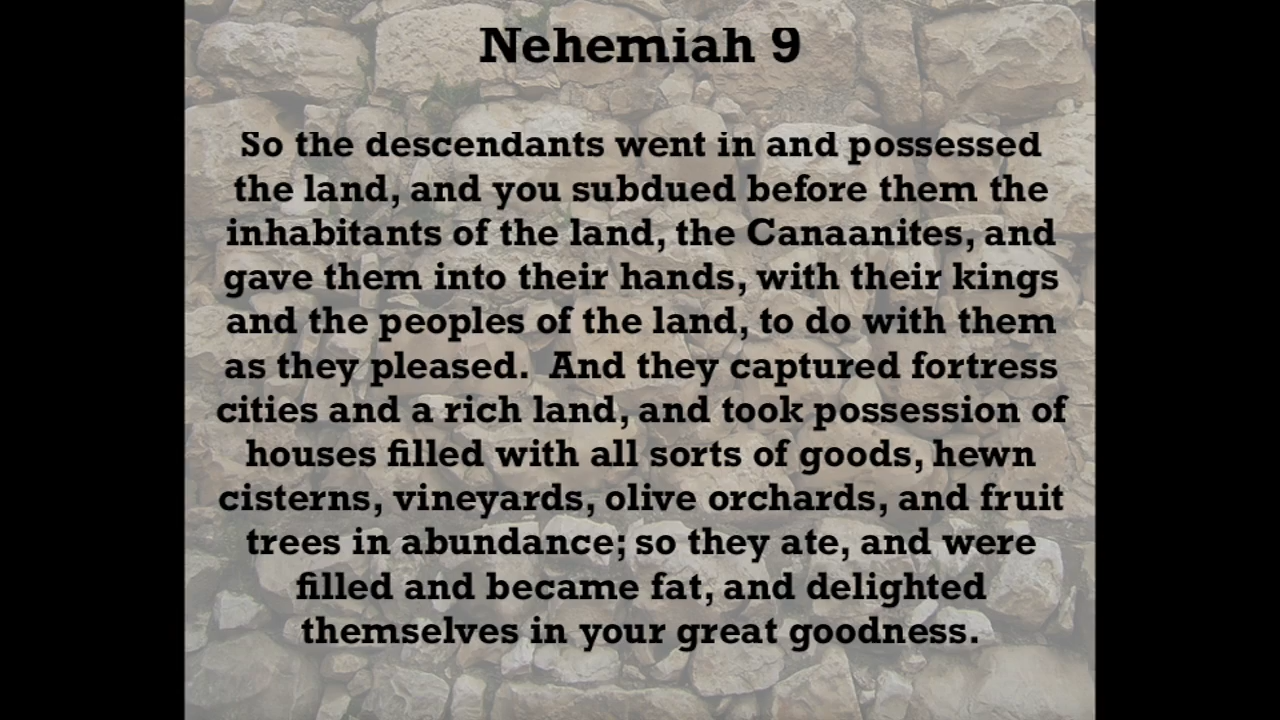 Nehemiah 9
So the descendants went in and possessed
the land, and you subdued before them the
inhabitants of the land, the Canaanites, and
gave them into their hands, with their kings
and the peoples of the land, to do with them
as they pleased.  And they captured fortress
cities and a rich land, and took possession of
houses filled with all sorts of goods, hewn
cisterns, vineyards, olive orchards, and fruit
trees in abundance; so they ate, and were
filled and became fat, and delighted
themselves in your great goodness.